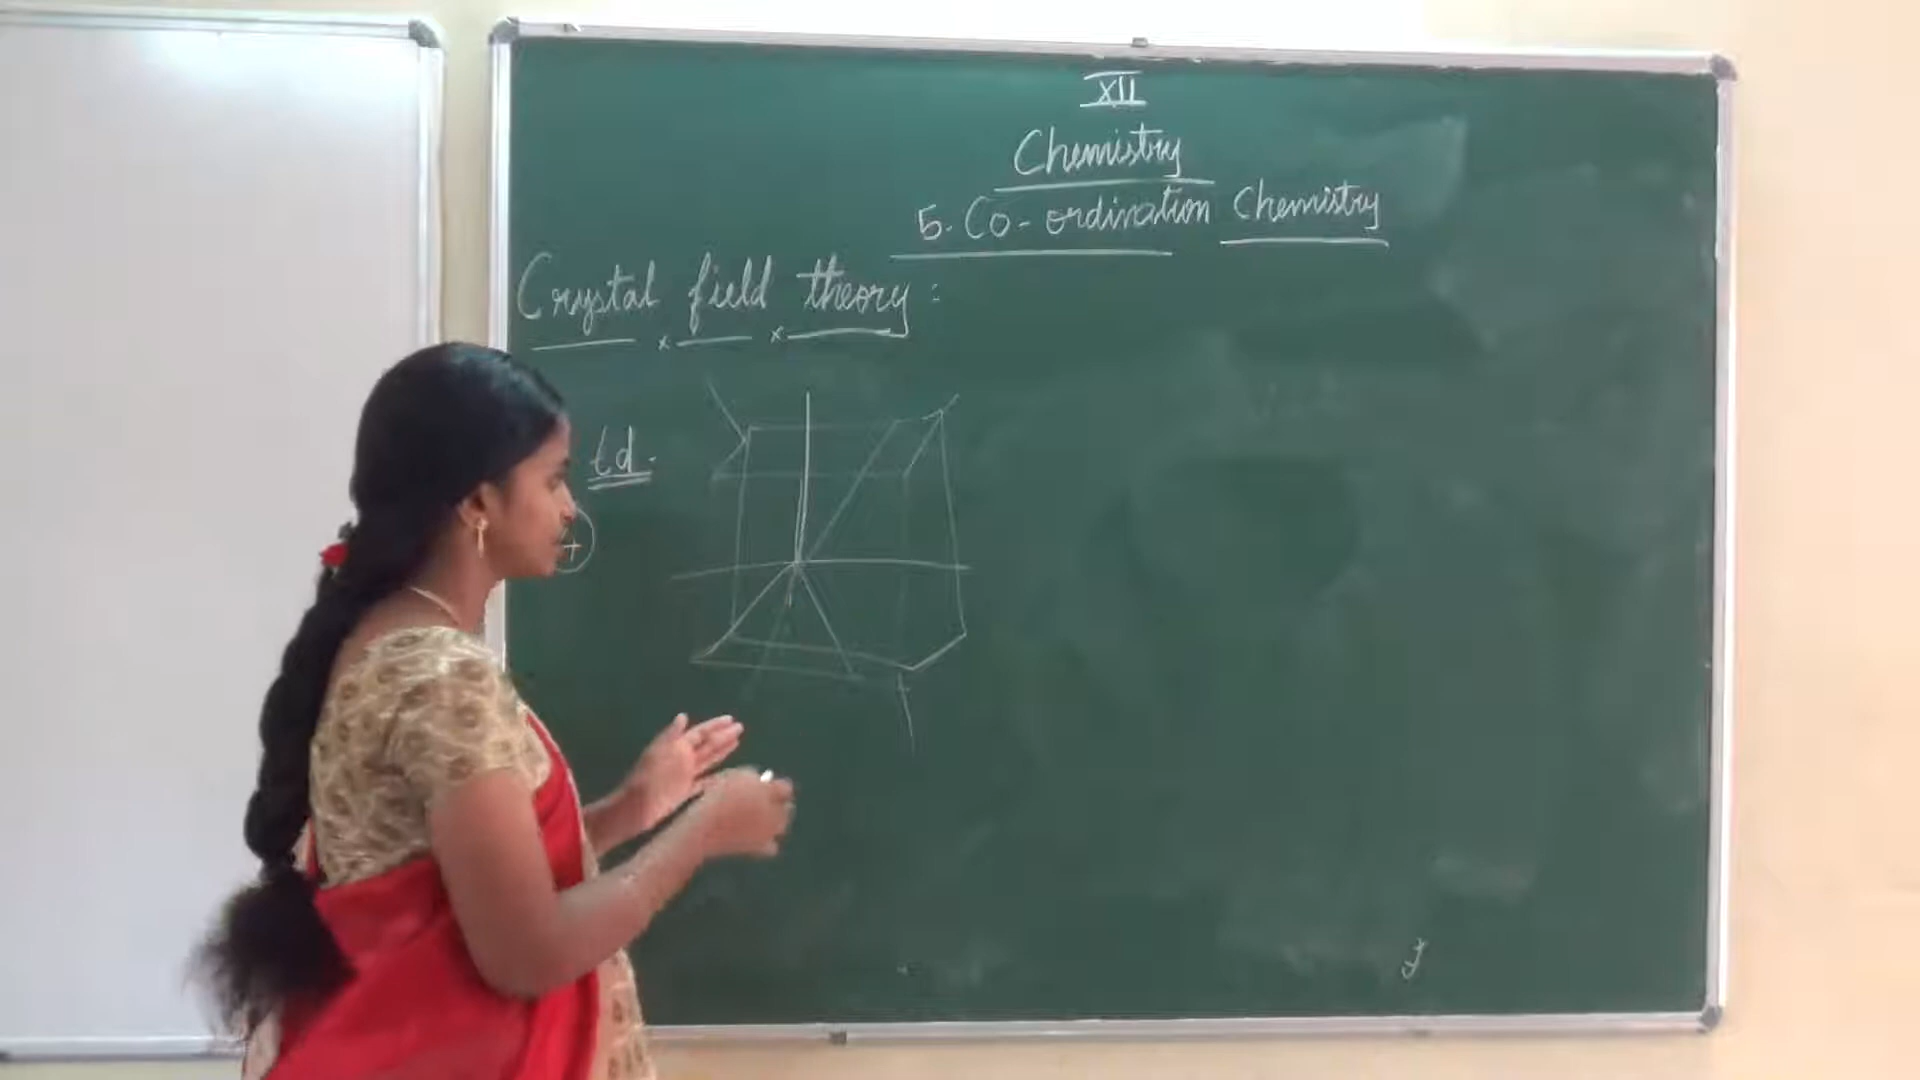 XII
Chemistry
5. Co-ordination Chemistry
Crystal field theory :
td.
+